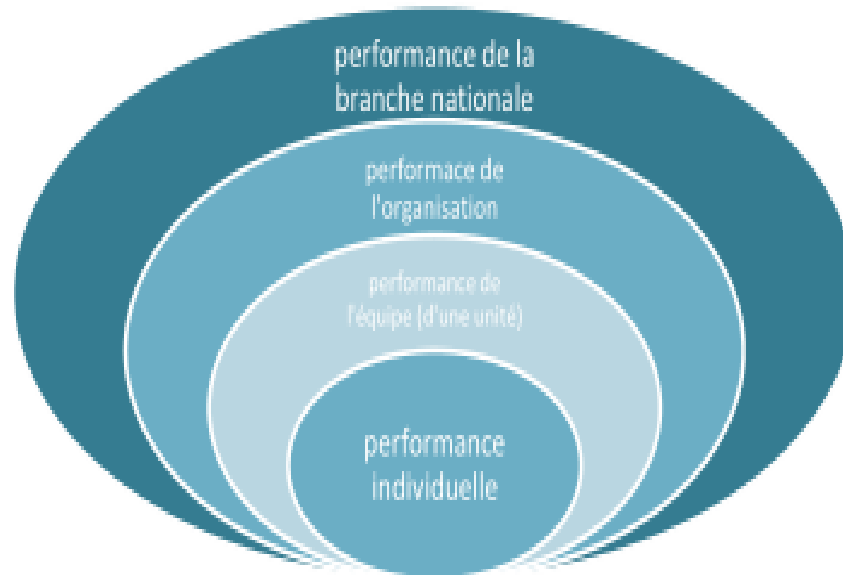 performance de la
branche nationale
performace de
l'organisation
performance de
l'équipe (d'une unité)
performance
individuelle